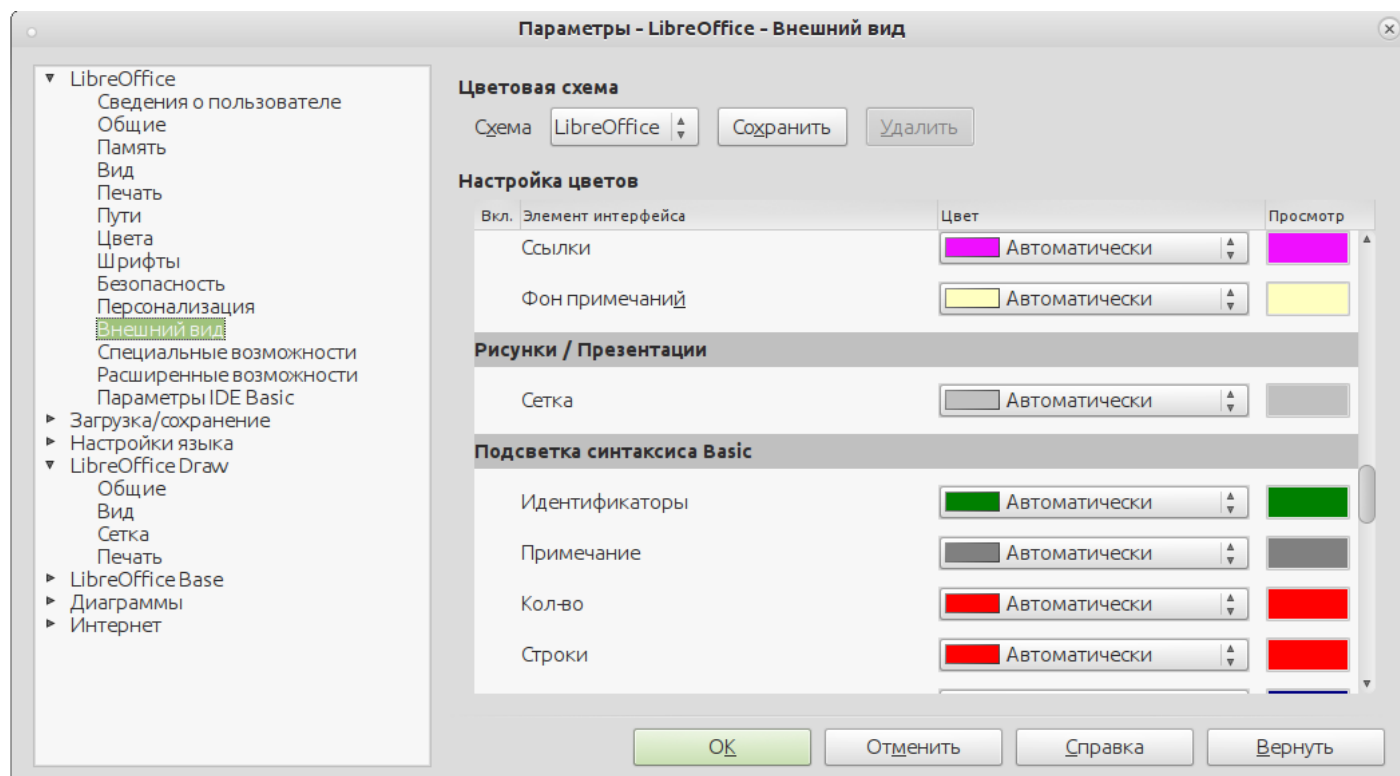 Параметры - LibreOffice - Внешний вид
LibreOffice
Сведения о пользователе
Общие
Память
Вид
Печать
Пути
Цвета
Шрифты
Безопасность
Персонализация
Внешний вид
Специальные возможности
Расширенные возможности
Параметры IDE Basic
Загрузка/сохранение
Настройки языка
LibreOffice Draw
Общие
Вид
Сетка
Печать
LibreOffice Base
Диаграммы
Интернет
Цветовая схема
Схема LibreOffice Сохранить Удалить
Настройка цветов
Вкл. Элемент интерфейса Цвет Просмотр
Ссылки Автоматически
Фон примечаний Автоматически
Рисунки / Презентации
Сетка Автоматически
Подсветка синтаксиса Basic
Идентификаторы Автоматически
Примечание Автоматически
Кол-во Автоматически
Строки Автоматически
OK Отменить Справка Вернуть